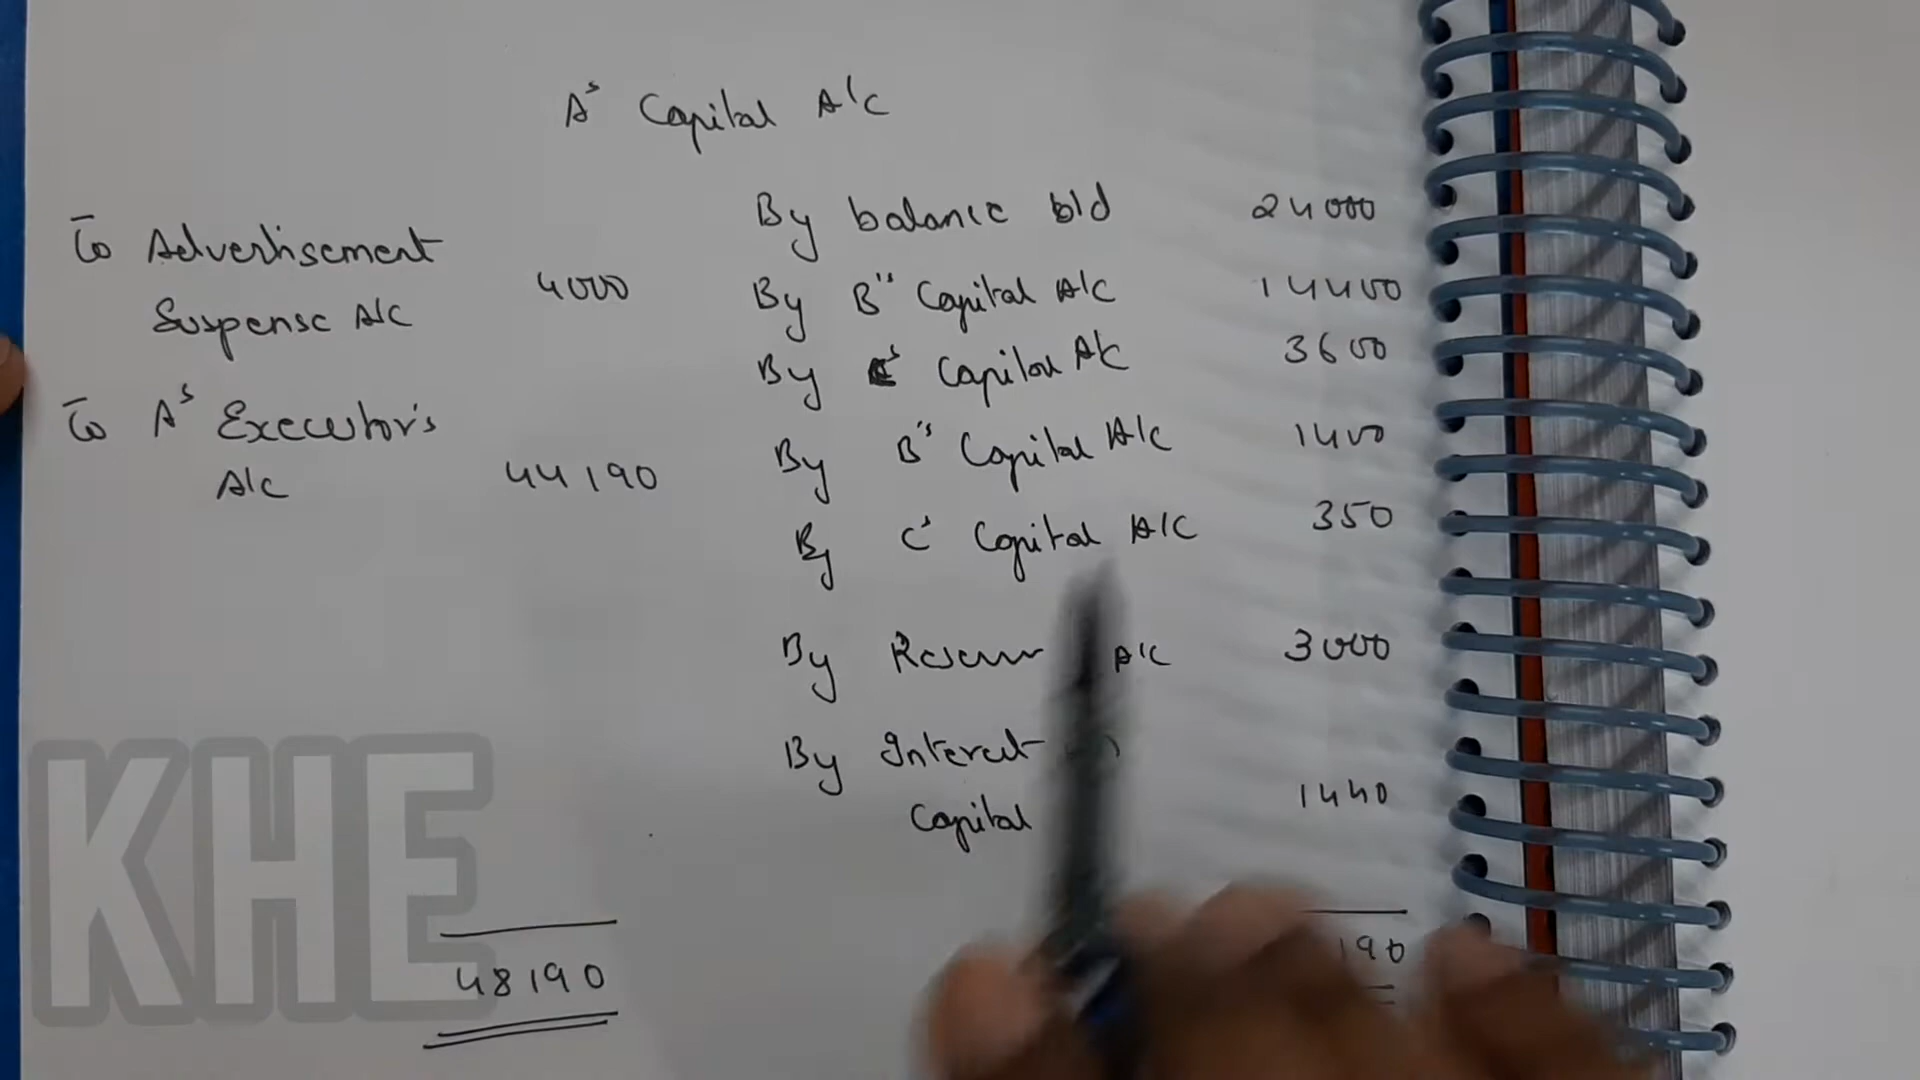 A's Capital A/C
To Advertisement
Suspense A/C 4000
To A's Executor's
A/C 44190
48190
By balance b/d 24000
By B's Capital A/C 14400
By C's Capital A/C 3600
By B's Capital A/C 1400
By C's Capital A/C 350
By A/C 3000
By Interest
Capital 1440
190
KHE